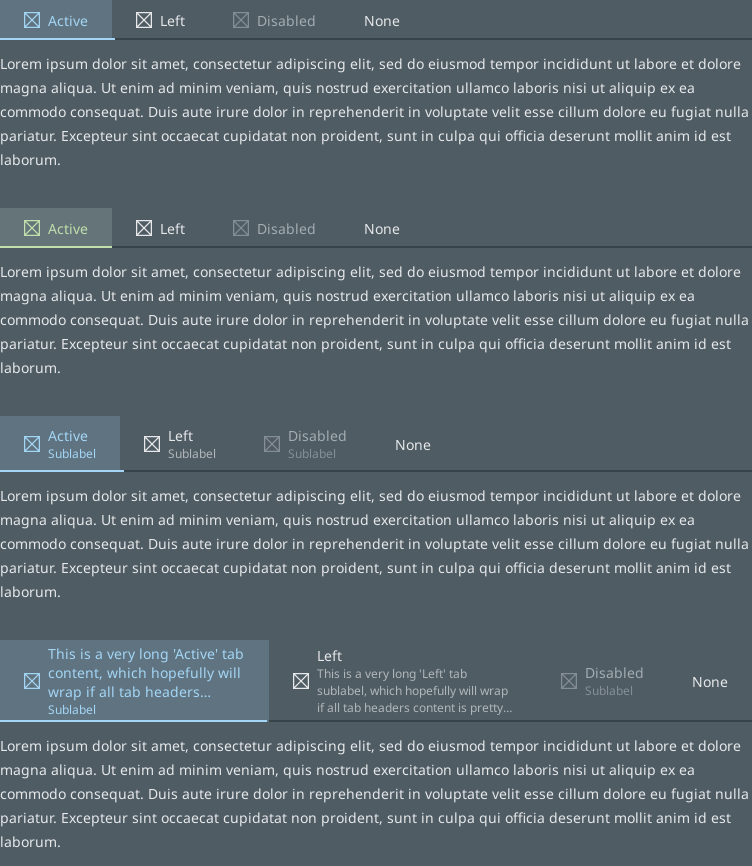 Active Left Disabled None
Lorem ipsum dolor sit amet, consectetur adipiscing elit, sed do eiusmod tempor incididunt ut labore et dolore
magna aliqua. Ut enim ad minim veniam, quis nostrud exercitation ullamco laboris nisi ut aliquip ex ea
commodo consequat. Duis aute irure dolor in reprehenderit in voluptate velit esse cillum dolore eu fugiat nulla
pariatur. Excepteur sint occaecat cupidatat non proident, sunt in culpa qui officia deserunt mollit anim id est
laborum.
Active Left Disabled None
Lorem ipsum dolor sit amet, consectetur adipiscing elit, sed do eiusmod tempor incididunt ut labore et dolore
magna aliqua. Ut enim ad minim veniam, quis nostrud exercitation ullamco laboris nisi ut aliquip ex ea
commodo consequat. Duis aute irure dolor in reprehenderit in voluptate velit esse cillum dolore eu fugiat nulla
pariatur. Excepteur sint occaecat cupidatat non proident, sunt in culpa qui officia deserunt mollit anim id est
laborum.
Active
Sublabel
Left
Sublabel
Disabled
Sublabel
None
Lorem ipsum dolor sit amet, consectetur adipiscing elit, sed do eiusmod tempor incididunt ut labore et dolore
magna aliqua. Ut enim ad minim veniam, quis nostrud exercitation ullamco laboris nisi ut aliquip ex ea
commodo consequat. Duis aute irure dolor in reprehenderit in voluptate velit esse cillum dolore eu fugiat nulla
pariatur. Excepteur sint occaecat cupidatat non proident, sunt in culpa qui officia deserunt mollit anim id est
laborum.
This is a very long 'Active' tab
content, which hopefully will
wrap if all tab headers...
Sublabel
Left
This is a very long 'Left' tab
sublabel, which hopefully will wrap
if all tab headers content is pretty...
Disabled
Sublabel
None
Lorem ipsum dolor sit amet, consectetur adipiscing elit, sed do eiusmod tempor incididunt ut labore et dolore
magna aliqua. Ut enim ad minim veniam, quis nostrud exercitation ullamco laboris nisi ut aliquip ex ea
commodo consequat. Duis aute irure dolor in reprehenderit in voluptate velit esse cillum dolore eu fugiat nulla
pariatur. Excepteur sint occaecat cupidatat non proident, sunt in culpa qui officia deserunt mollit anim id est
laborum.